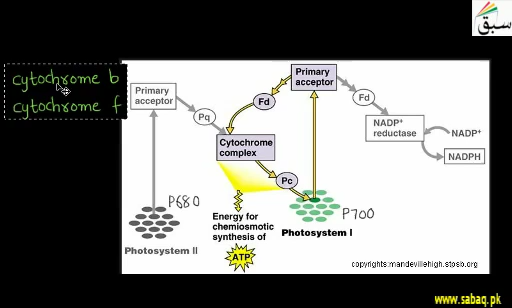 سبق
cytochrome b
cytochrome f
Primary
acceptor
Pq
Cytochrome
complex
Fd
Primary
acceptor
Fd
NADP⁺
reductase
NADP⁺
NADPH
Pc
P680
P700
Photosystem II
Photosystem I
Energy for
chemiosmotic
synthesis of
ATP
copyrights:mandevillehigh.stosb.org
www.sabaq.pk